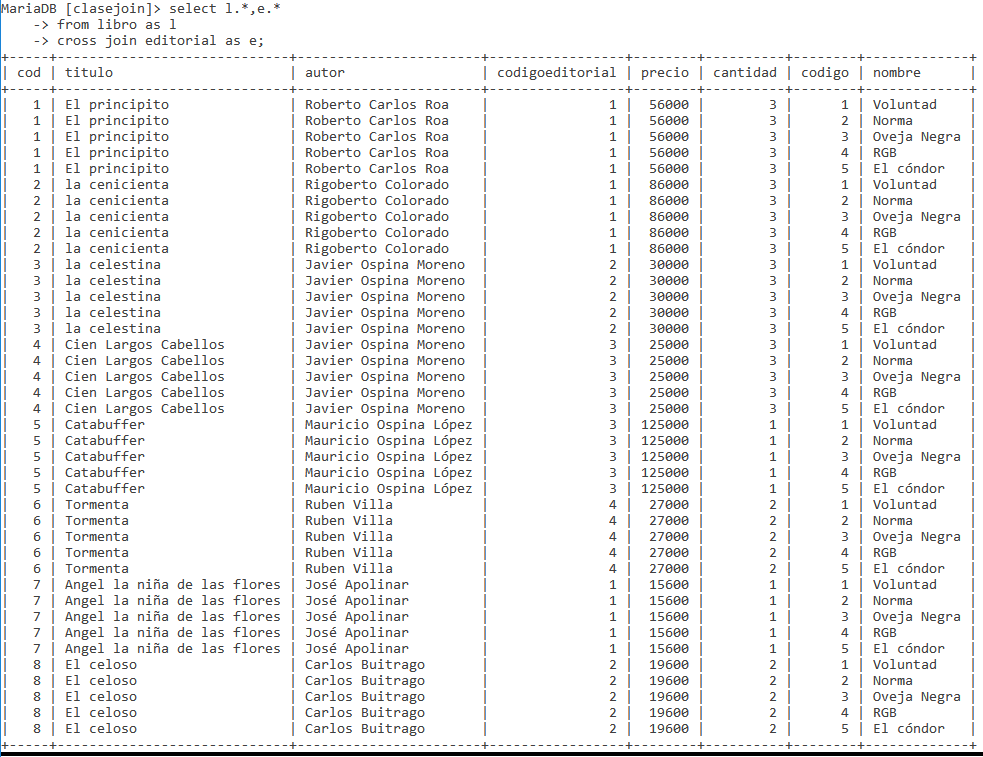 MariaDB [clasejoin]> select l.*,e.*
    -> from libro as l
    -> cross join editorial as e;
+-----+----------------------------+-----------------------+-----------------+--------+----------+--------+-------------+
| cod | titulo                     | autor                 | codigoeditorial | precio | cantidad | codigo | nombre      |
+-----+----------------------------+-----------------------+-----------------+--------+----------+--------+-------------+
|   1 | El principito              | Roberto Carlos Roa    |               1 |  56000 |        3 |      1 | Voluntad    |
|   1 | El principito              | Roberto Carlos Roa    |               1 |  56000 |        3 |      2 | Norma       |
|   1 | El principito              | Roberto Carlos Roa    |               1 |  56000 |        3 |      3 | Oveja Negra |
|   1 | El principito              | Roberto Carlos Roa    |               1 |  56000 |        3 |      4 | RGB         |
|   1 | El principito              | Roberto Carlos Roa    |               1 |  56000 |        3 |      5 | El cóndor   |
|   2 | la cenicienta              | Rigoberto Colorado    |               1 |  86000 |        3 |      1 | Voluntad    |
|   2 | la cenicienta              | Rigoberto Colorado    |               1 |  86000 |        3 |      2 | Norma       |
|   2 | la cenicienta              | Rigoberto Colorado    |               1 |  86000 |        3 |      3 | Oveja Negra |
|   2 | la cenicienta              | Rigoberto Colorado    |               1 |  86000 |        3 |      4 | RGB         |
|   2 | la cenicienta              | Rigoberto Colorado    |               1 |  86000 |        3 |      5 | El cóndor   |
|   3 | la celestina               | Javier Ospina Moreno  |               2 |  30000 |        3 |      1 | Voluntad    |
|   3 | la celestina               | Javier Ospina Moreno  |               2 |  30000 |        3 |      2 | Norma       |
|   3 | la celestina               | Javier Ospina Moreno  |               2 |  30000 |        3 |      3 | Oveja Negra |
|   3 | la celestina               | Javier Ospina Moreno  |               2 |  30000 |        3 |      4 | RGB         |
|   3 | la celestina               | Javier Ospina Moreno  |               2 |  30000 |        3 |      5 | El cóndor   |
|   4 | Cien Largos Cabellos       | Javier Ospina Moreno  |               3 |  25000 |        3 |      1 | Voluntad    |
|   4 | Cien Largos Cabellos       | Javier Ospina Moreno  |               3 |  25000 |        3 |      2 | Norma       |
|   4 | Cien Largos Cabellos       | Javier Ospina Moreno  |               3 |  25000 |        3 |      3 | Oveja Negra |
|   4 | Cien Largos Cabellos       | Javier Ospina Moreno  |               3 |  25000 |        3 |      4 | RGB         |
|   4 | Cien Largos Cabellos       | Javier Ospina Moreno  |               3 |  25000 |        3 |      5 | El cóndor   |
|   5 | Catabuffer                 | Mauricio Ospina López |               3 | 125000 |        1 |      1 | Voluntad    |
|   5 | Catabuffer                 | Mauricio Ospina López |               3 | 125000 |        1 |      2 | Norma       |
|   5 | Catabuffer                 | Mauricio Ospina López |               3 | 125000 |        1 |      3 | Oveja Negra |
|   5 | Catabuffer                 | Mauricio Ospina López |               3 | 125000 |        1 |      4 | RGB         |
|   5 | Catabuffer                 | Mauricio Ospina López |               3 | 125000 |        1 |      5 | El cóndor   |
|   6 | Tormenta                   | Ruben Villa           |               4 |  27000 |        2 |      1 | Voluntad    |
|   6 | Tormenta                   | Ruben Villa           |               4 |  27000 |        2 |      2 | Norma       |
|   6 | Tormenta                   | Ruben Villa           |               4 |  27000 |        2 |      3 | Oveja Negra |
|   6 | Tormenta                   | Ruben Villa           |               4 |  27000 |        2 |      4 | RGB         |
|   6 | Tormenta                   | Ruben Villa           |               4 |  27000 |        2 |      5 | El cóndor   |
|   7 | Angel la niña de las flores | José Apolinar         |               1 |  15600 |        1 |      1 | Voluntad    |
|   7 | Angel la niña de las flores | José Apolinar         |               1 |  15600 |        1 |      2 | Norma       |
|   7 | Angel la niña de las flores | José Apolinar         |               1 |  15600 |        1 |      3 | Oveja Negra |
|   7 | Angel la niña de las flores | José Apolinar         |               1 |  15600 |        1 |      4 | RGB         |
|   7 | Angel la niña de las flores | José Apolinar         |               1 |  15600 |        1 |      5 | El cóndor   |
|   8 | El celoso                  | Carlos Buitrago       |               2 |  19600 |        2 |      1 | Voluntad    |
|   8 | El celoso                  | Carlos Buitrago       |               2 |  19600 |        2 |      2 | Norma       |
|   8 | El celoso                  | Carlos Buitrago       |               2 |  19600 |        2 |      3 | Oveja Negra |
|   8 | El celoso                  | Carlos Buitrago       |               2 |  19600 |        2 |      4 | RGB         |
|   8 | El celoso                  | Carlos Buitrago       |               2 |  19600 |        2 |      5 | El cóndor   |
+-----+----------------------------+-----------------------+-----------------+--------+----------+--------+-------------+